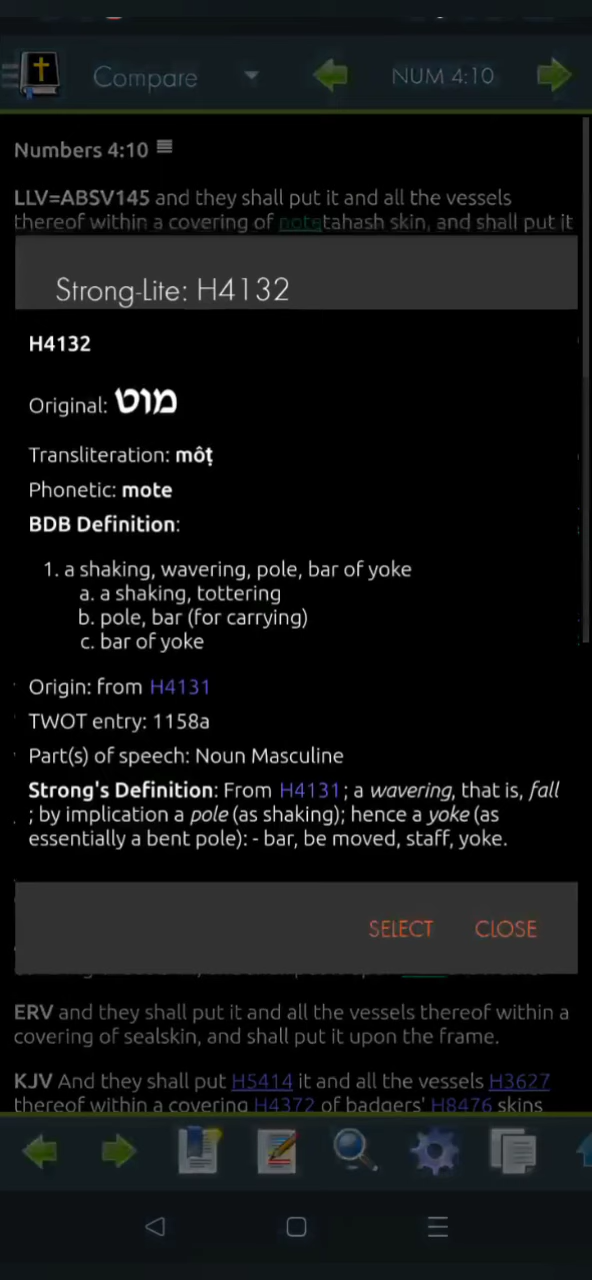 Compare
NUM 4:10
Numbers 4:10
LLV=ABSV145 and they shall put it and all the vessels
thereof within a covering of notetahash skin, and shall put it
Strong-Lite: H4132
H4132
Original: מוט
Transliteration: môṭ
Phonetic: mote
BDB Definition:
1. a shaking, wavering, pole, bar of yoke
a. a shaking, tottering
b. pole, bar (for carrying)
c. bar of yoke
Origin: from H4131
TWOT entry: 1158a
Part(s) of speech: Noun Masculine
Strong's Definition: From H4131; a wavering, that is, fall
; by implication a pole (as shaking); hence a yoke (as
essentially a bent pole): - bar, be moved, staff, yoke.
SELECT CLOSE
ERV and they shall put it and all the vessels thereof within a
covering of sealskin, and shall put it upon the frame.
KJV And they shall put H5414 it and all the vessels H3627
thereof within a covering H4372 of badgers' H8476 skins